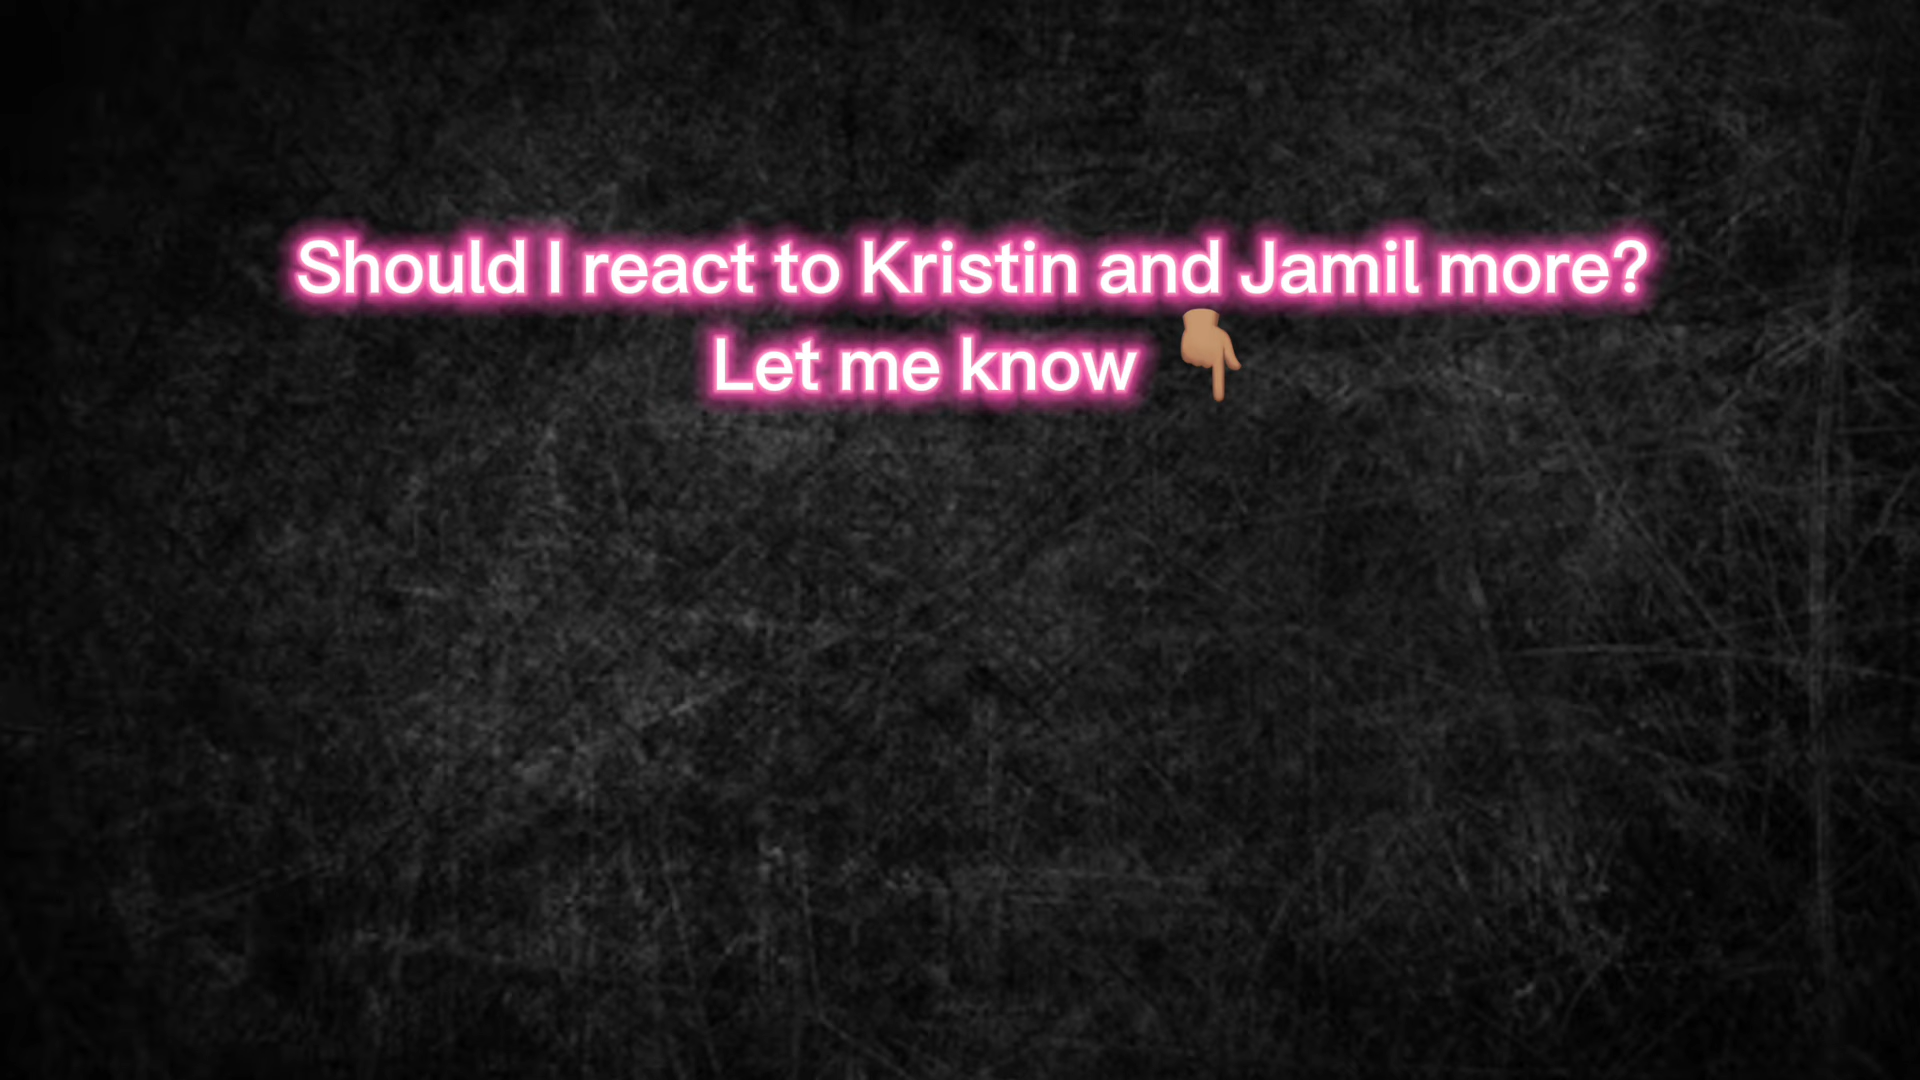 Should I react to Kristin and Jamil more?
Let me know 👇🏽